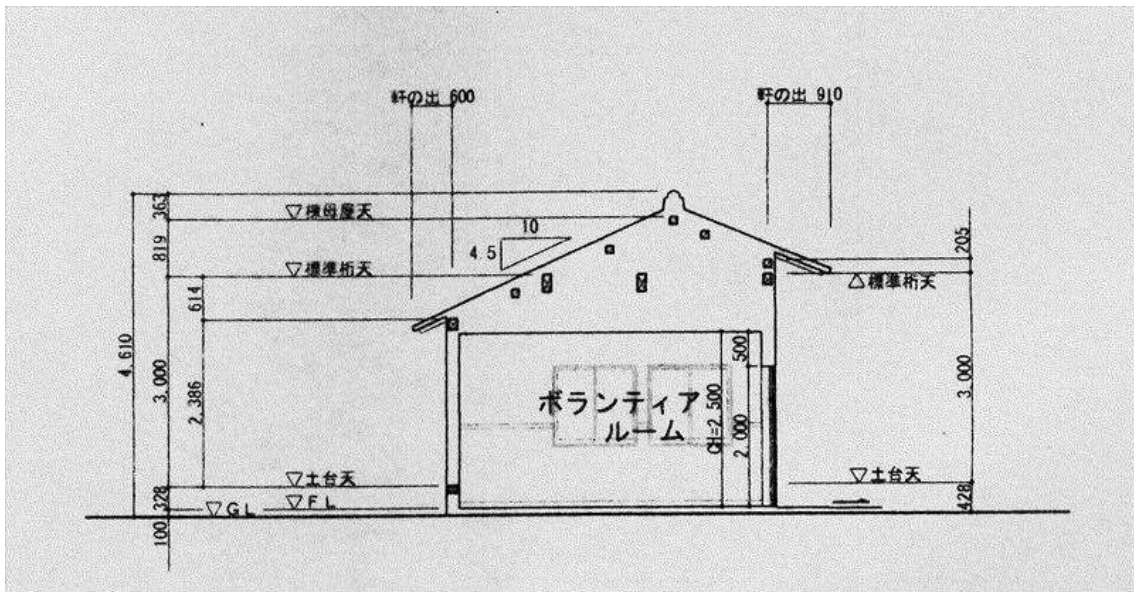 軒の出 600
軒の出 910
363
▽棟母屋天
819
10
4.5
205
▽標準桁天
△標準桁天
614
4.610
3.000
2.386
500
CH=2.500
2.000
3.000
ボランティア
ルーム
▽土台天
▽土台天
328
▽FL
▽GL
428
100